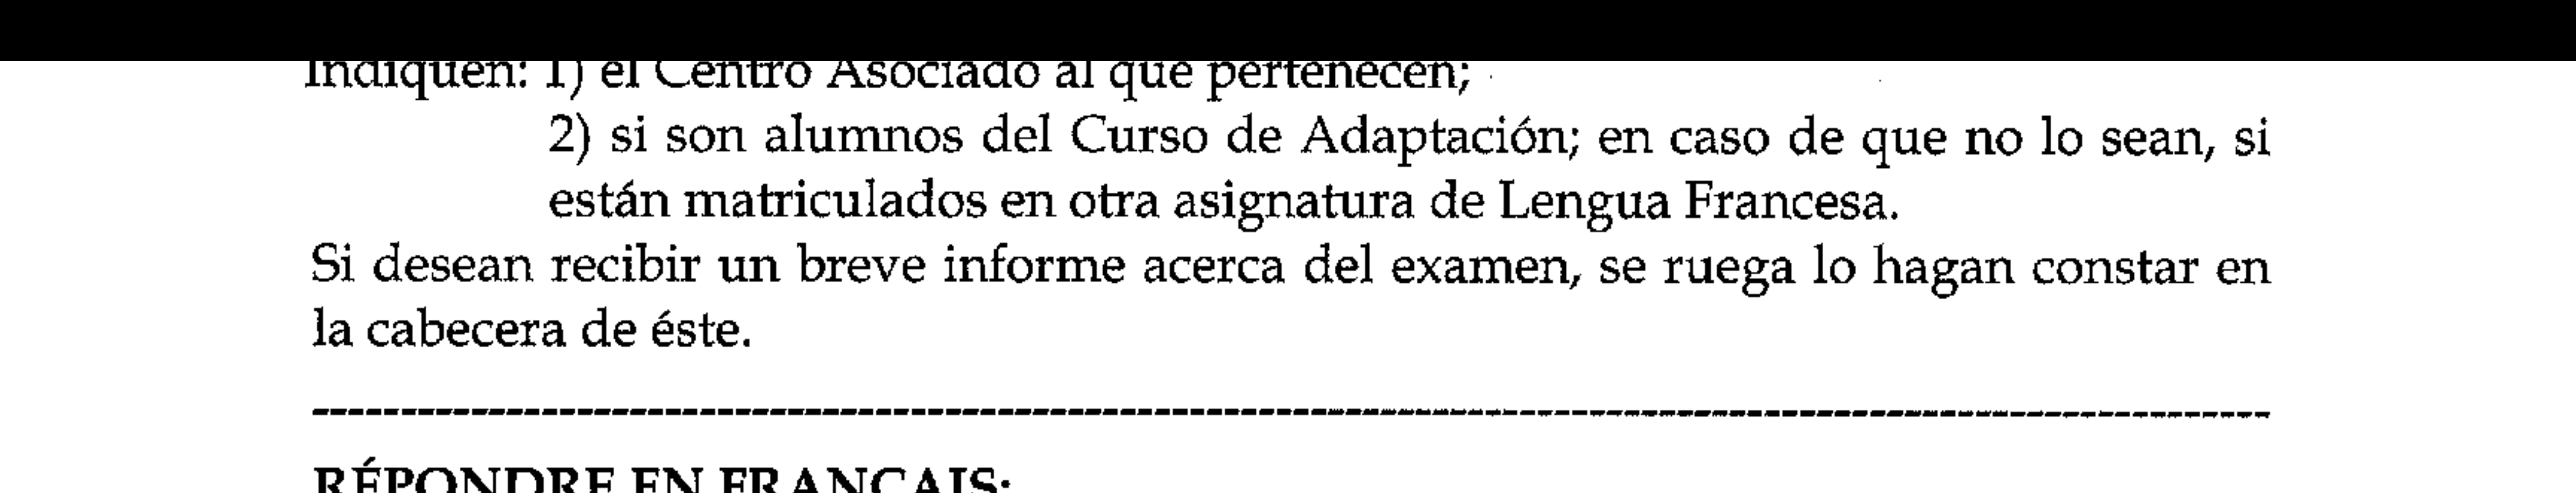 Indiquen: 1) el Centro Asociado al que pertenecen;
2) si son alumnos del Curso de Adaptación; en caso de que no lo sean, si
están matriculados en otra asignatura de Lengua Francesa.
Si desean recibir un breve informe acerca del examen, se ruega lo hagan constar en
la cabecera de éste.
RÉPONDRE EN FRANÇAIS: